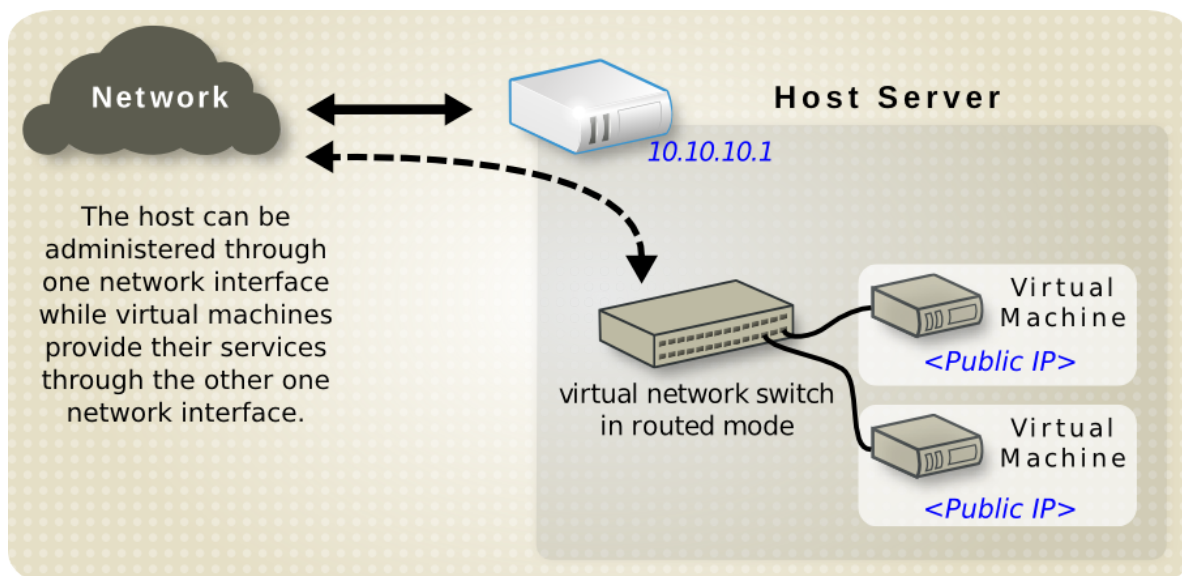 Network
Host Server
10.10.10.1
The host can be
administered through
one network interface
while virtual machines
provide their services
through the other one
network interface.
virtual network switch
in routed mode
Virtual
Machine
<Public IP>
Virtual
Machine
<Public IP>